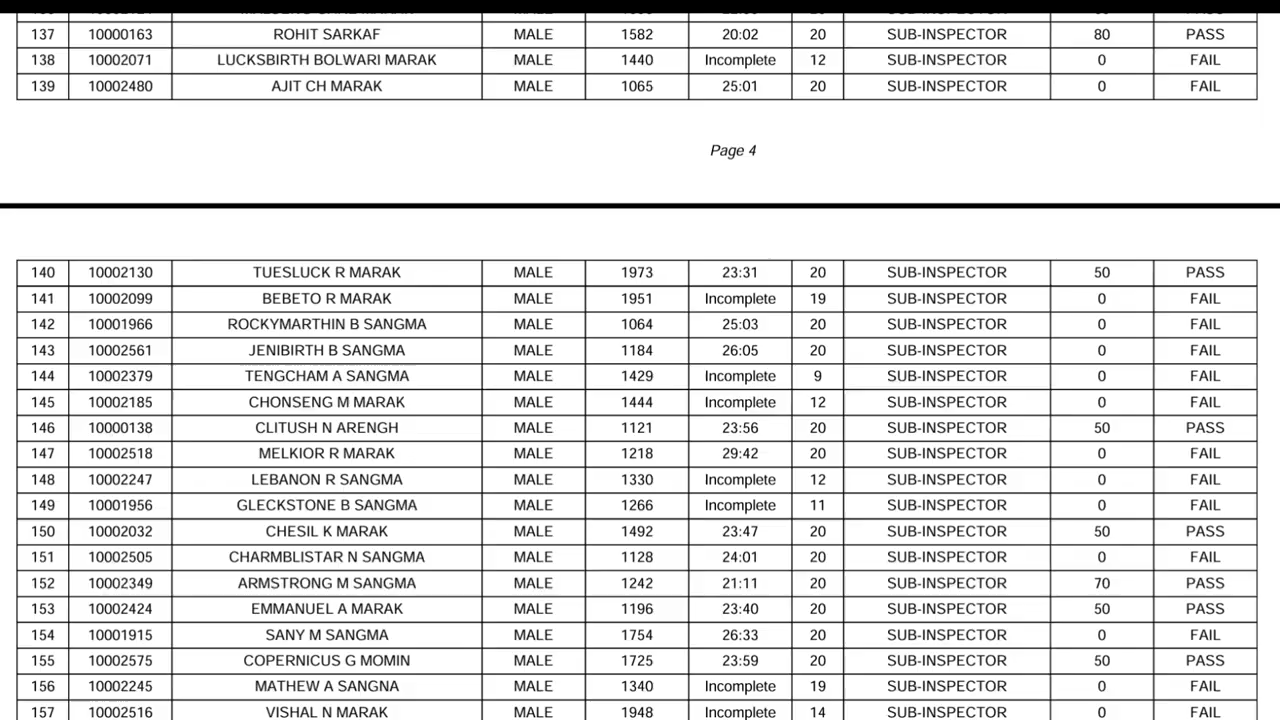 137 10000163 ROHIT SARKAF MALE 1582 20:02 20 SUB-INSPECTOR 80 PASS
138 10002071 LUCKSBIRTH BOLWARI MARAK MALE 1440 Incomplete 12 SUB-INSPECTOR 0 FAIL
139 10002480 AJIT CH MARAK MALE 1065 25:01 20 SUB-INSPECTOR 0 FAIL
Page 4
140 10002130 TUESLUCK R MARAK MALE 1973 23:31 20 SUB-INSPECTOR 50 PASS
141 10002099 BEBETO R MARAK MALE 1951 Incomplete 19 SUB-INSPECTOR 0 FAIL
142 10001966 ROCKYMARTHIN B SANGMA MALE 1064 25:03 20 SUB-INSPECTOR 0 FAIL
143 10002561 JENIBIRTH B SANGMA MALE 1184 26:05 20 SUB-INSPECTOR 0 FAIL
144 10002379 TENGCHAM A SANGMA MALE 1429 Incomplete 9 SUB-INSPECTOR 0 FAIL
145 10002185 CHONSENG M MARAK MALE 1444 Incomplete 12 SUB-INSPECTOR 0 FAIL
146 10000138 CLITUSH N ARENGH MALE 1121 23:56 20 SUB-INSPECTOR 50 PASS
147 10002518 MELKIOR R MARAK MALE 1218 29:42 20 SUB-INSPECTOR 0 FAIL
148 10002247 LEBANON R SANGMA MALE 1330 Incomplete 12 SUB-INSPECTOR 0 FAIL
149 10001956 GLECKSTONE B SANGMA MALE 1266 Incomplete 11 SUB-INSPECTOR 0 FAIL
150 10002032 CHESIL K MARAK MALE 1492 23:47 20 SUB-INSPECTOR 50 PASS
151 10002505 CHARMBLISTAR N SANGMA MALE 1128 24:01 20 SUB-INSPECTOR 0 FAIL
152 10002349 ARMSTRONG M SANGMA MALE 1242 21:11 20 SUB-INSPECTOR 70 PASS
153 10002424 EMMANUEL A MARAK MALE 1196 23:40 20 SUB-INSPECTOR 50 PASS
154 10001915 SANY M SANGMA MALE 1754 26:33 20 SUB-INSPECTOR 0 FAIL
155 10002575 COPERNICUS G MOMIN MALE 1725 23:59 20 SUB-INSPECTOR 50 PASS
156 10002245 MATHEW A SANGNA MALE 1340 Incomplete 19 SUB-INSPECTOR 0 FAIL
157 10002516 VISHAL N MARAK MALE 1948 Incomplete 14 SUB-INSPECTOR 0 FAIL